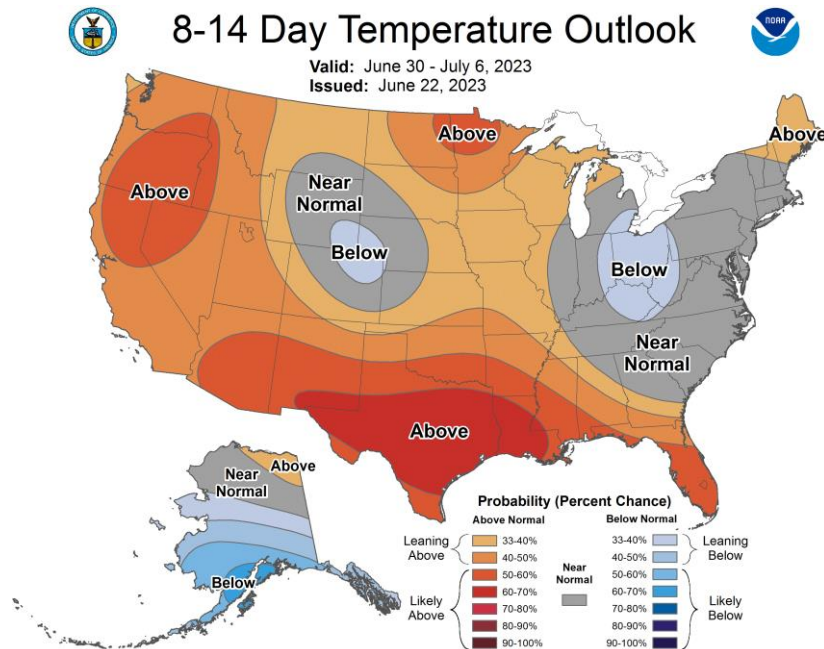 8-14 Day Temperature Outlook
Valid: June 30 - July 6, 2023
Issued: June 22, 2023
NOAA
Above
Above
Above
Near
Normal
Below
Below
Near
Normal
Above
Near
Normal
Above
Below
Probability (Percent Chance)
Above Normal
Below Normal
Leaning
Above
33-40%
40-50%
Likely
Above
50-60%
60-70%
70-80%
80-90%
90-100%
Near
Normal
33-40%
40-50%
Leaning
Below
50-60%
60-70%
70-80%
80-90%
90-100%
Likely
Below